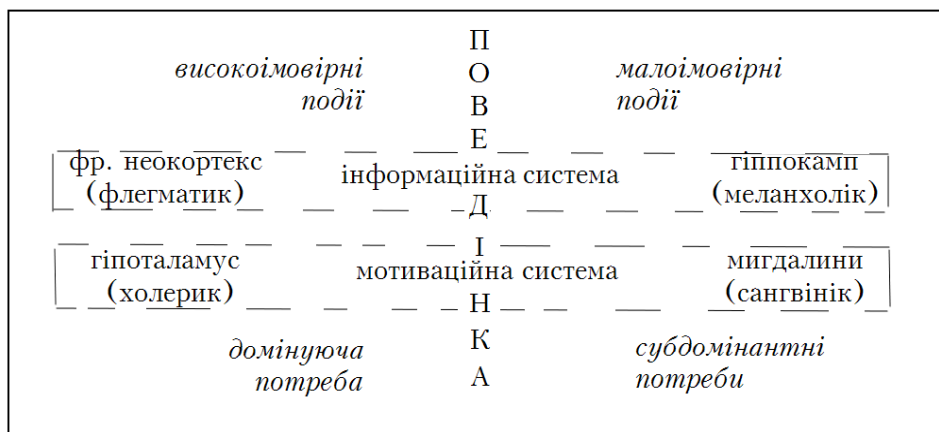 П
О
В
Е
Д
І
Н
К
А
високоімовірні
події
малоімовірні
події
фр. неокортекс
(флегматик)
інформаційна система
гіппокамп
(меланхолік)
гіпоталамус
(холерик)
мотиваційна система
мигдалини
(сангвінік)
домінуюча
потреба
субдомінантні
потреби